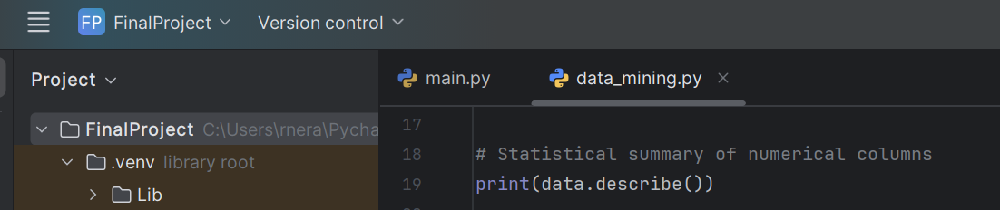 FP FinalProject Version control
Project
main.py data_mining.py
FinalProject C:\Users\rnera\Pycha
.venv library root
Lib
17
18 # Statistical summary of numerical columns
19 print(data.describe())